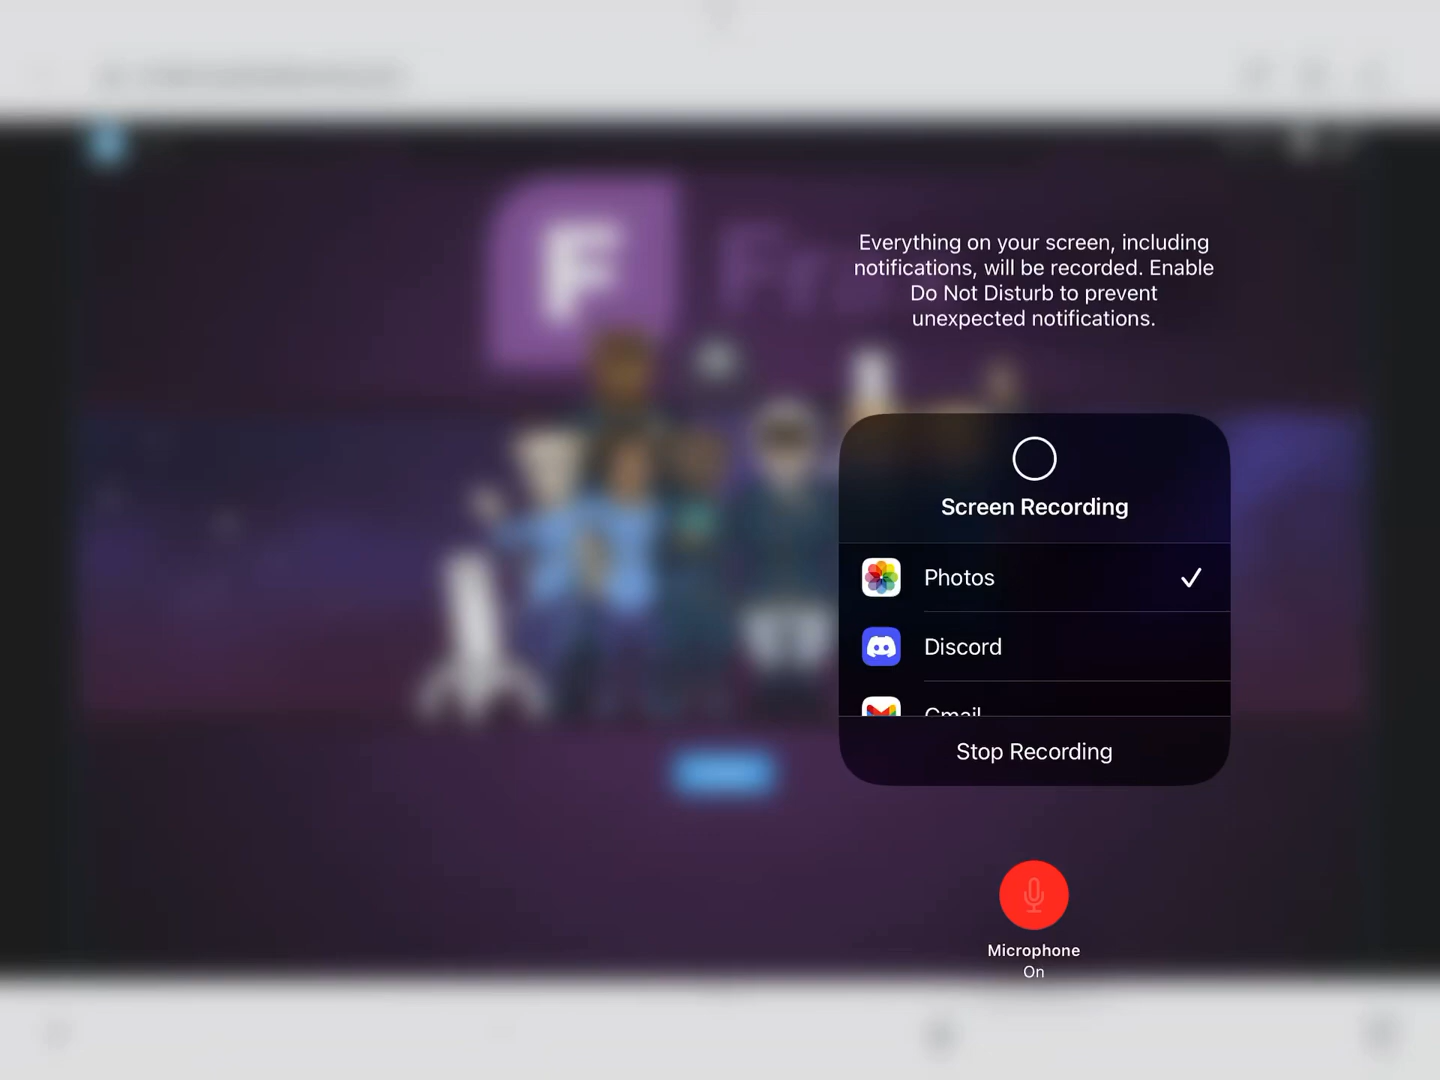 F
Everything on your screen, including
notifications, will be recorded. Enable
Do Not Disturb to prevent
unexpected notifications.
Screen Recording
Photos
Discord
Gmail
Stop Recording
Microphone
On